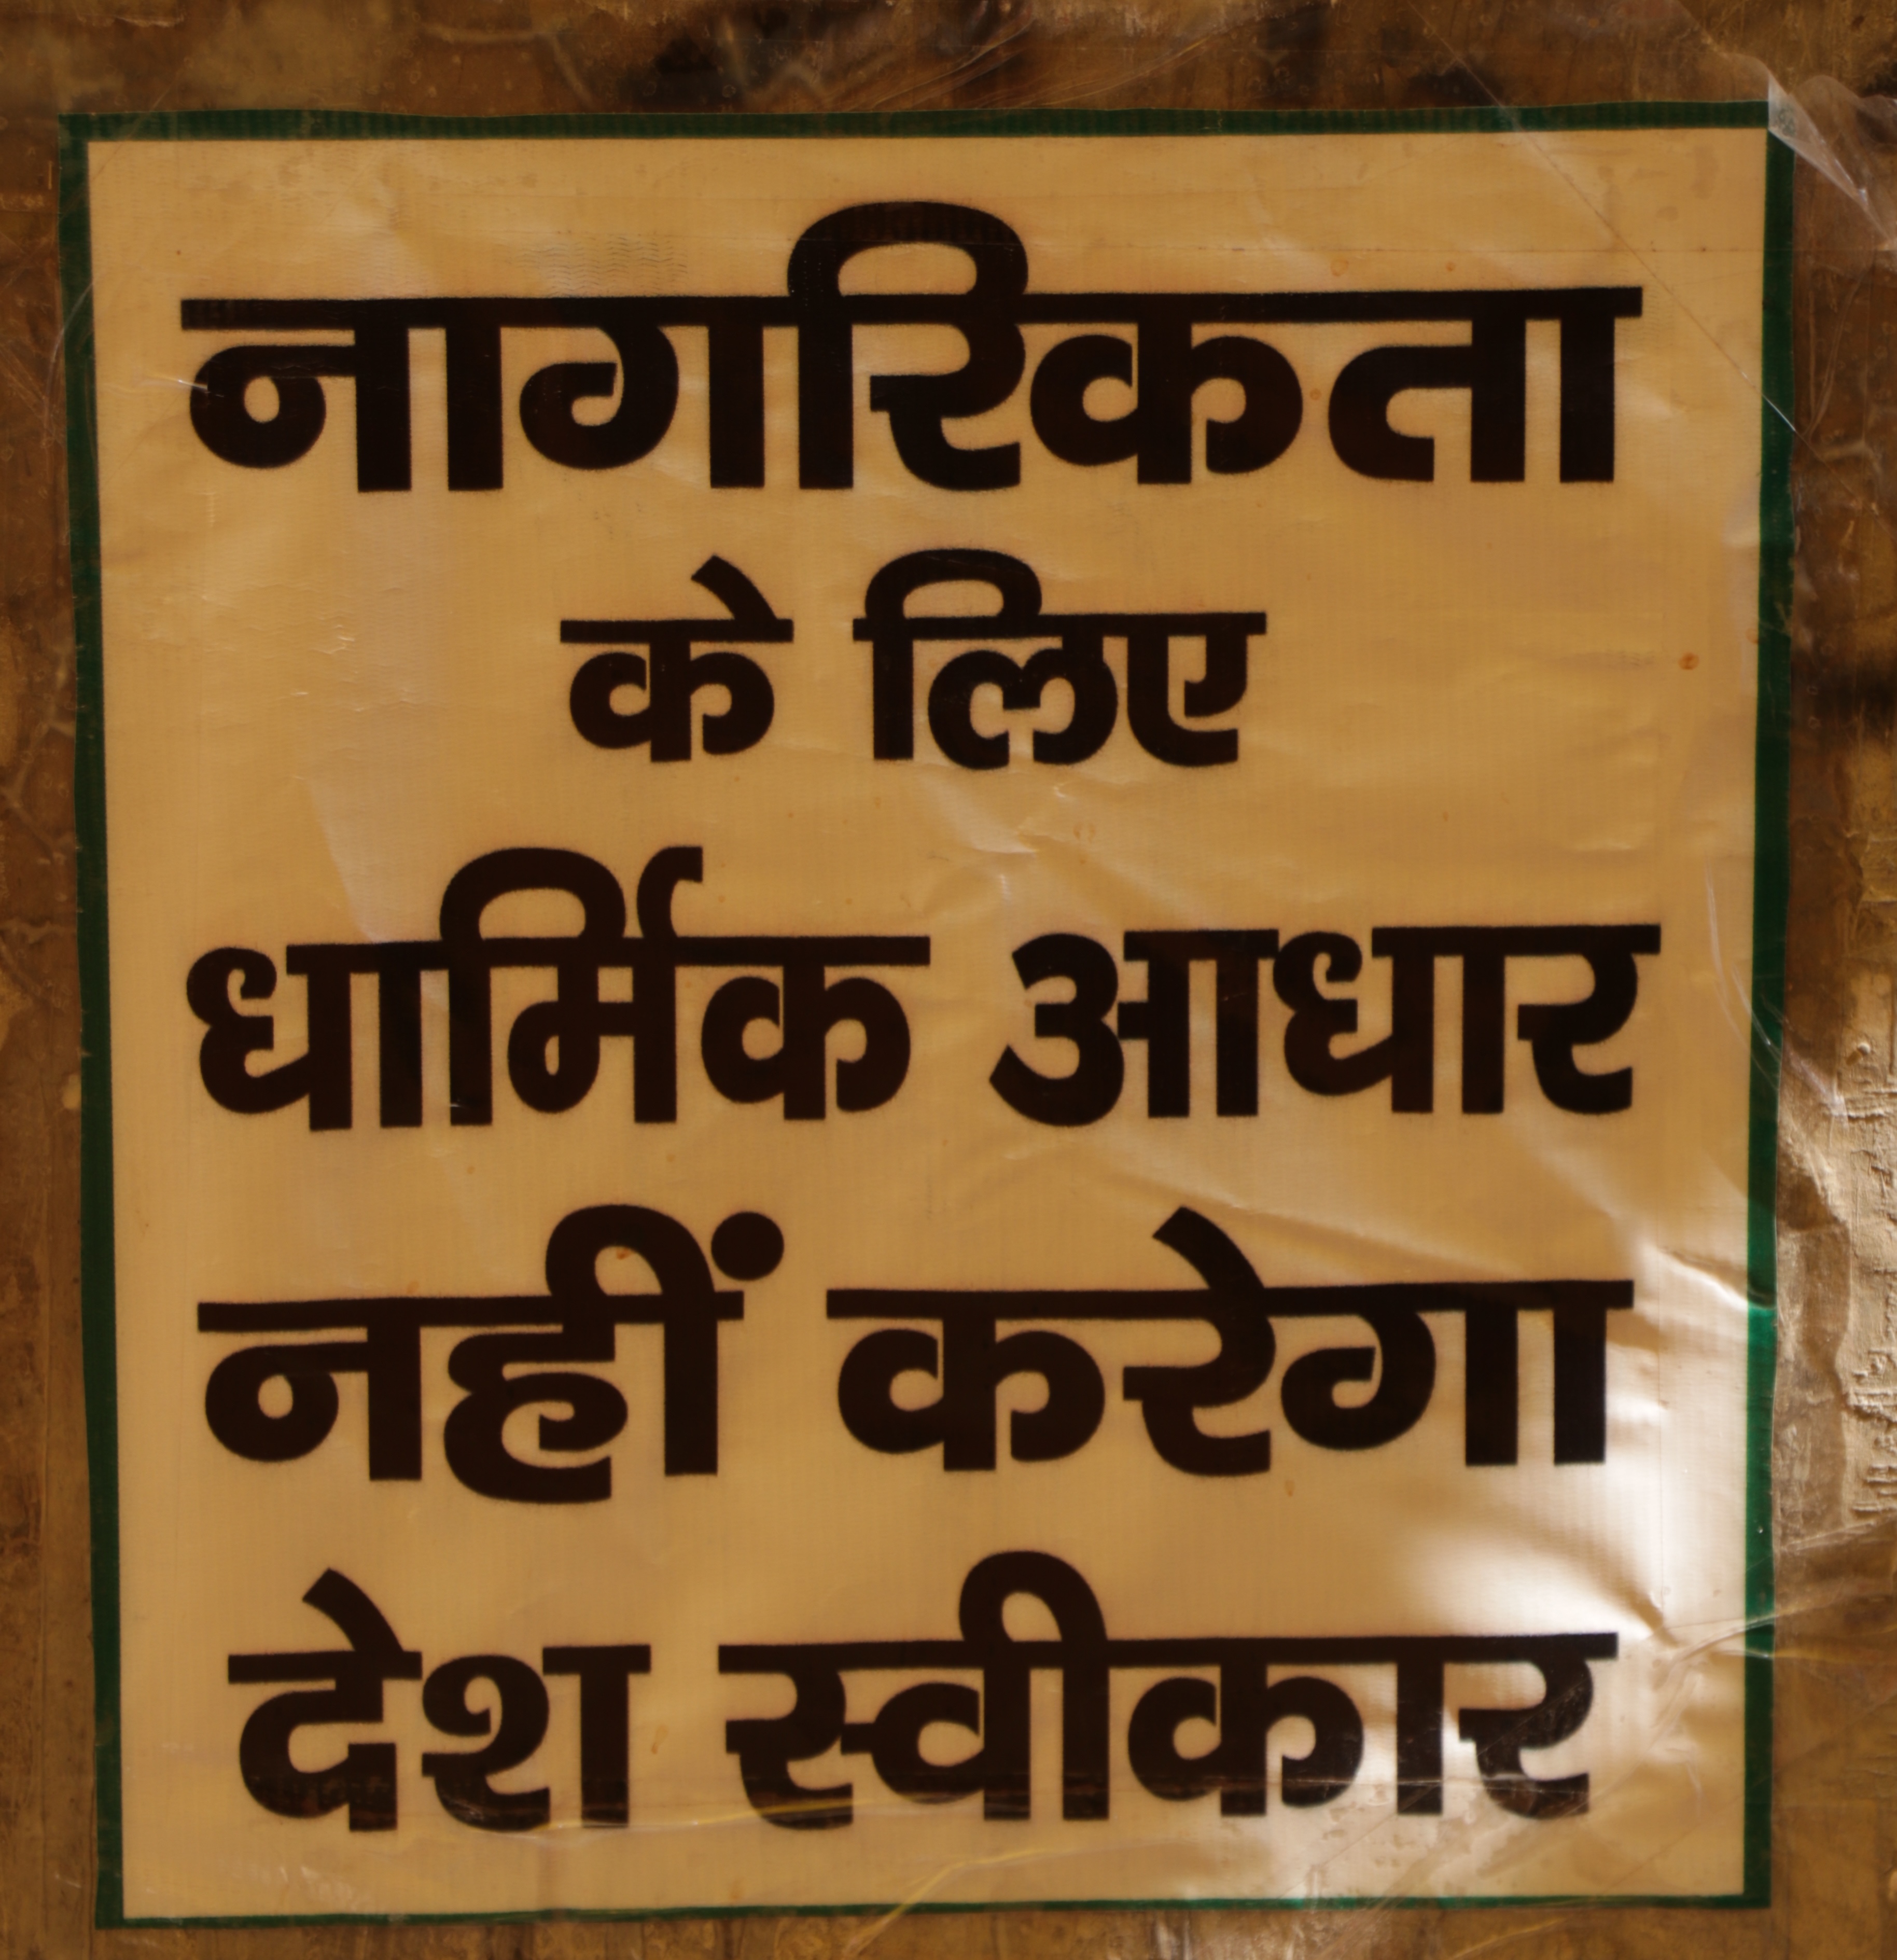 नागरिकता
के लिए
धार्मिक आधार
नहीं करेगा
देश स्वीकार